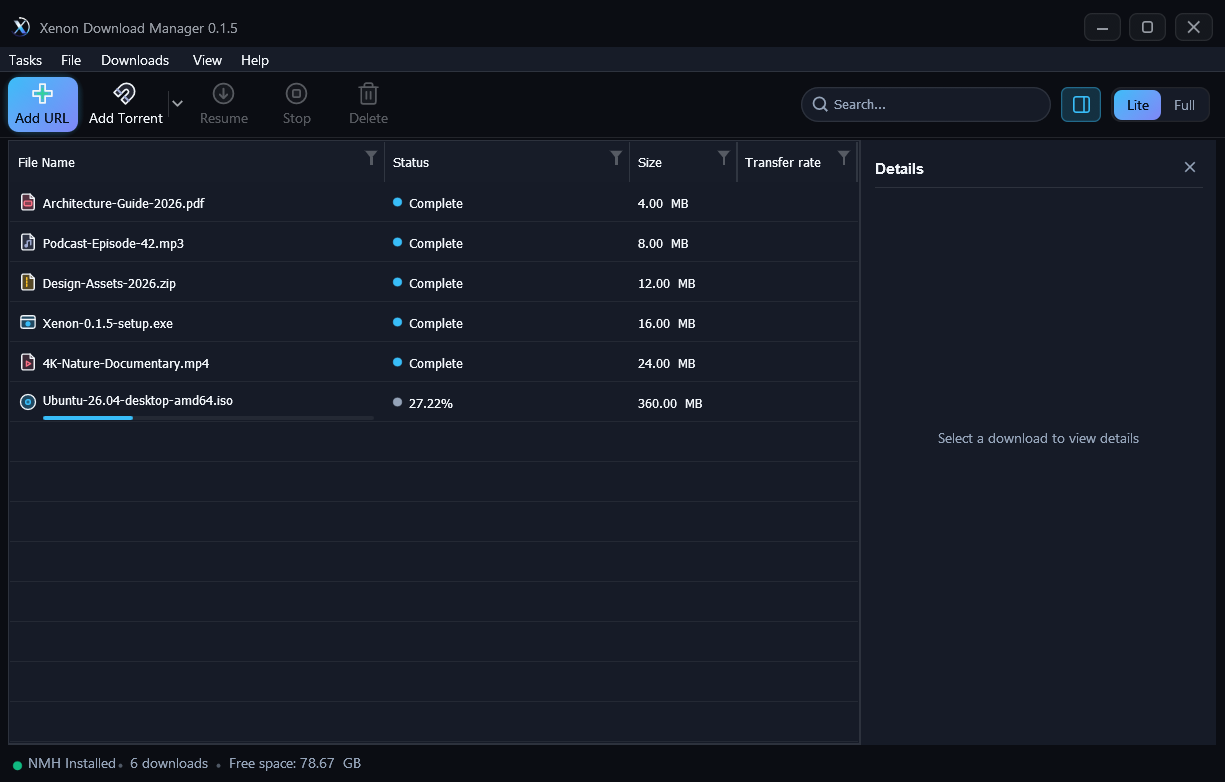 Xenon Download Manager 0.1.5
Tasks File Downloads View Help
Add URL Add Torrent Resume Stop Delete Search... Lite Full
File Name Status Size Transfer rate Details
Architecture-Guide-2026.pdf Complete 4.00 MB
Podcast-Episode-42.mp3 Complete 8.00 MB
Design-Assets-2026.zip Complete 12.00 MB
Xenon-0.1.5-setup.exe Complete 16.00 MB
4K-Nature-Documentary.mp4 Complete 24.00 MB
Ubuntu-26.04-desktop-amd64.iso 27.22% 360.00 MB
Select a download to view details
NMH Installed • 6 downloads • Free space: 78.67 GB